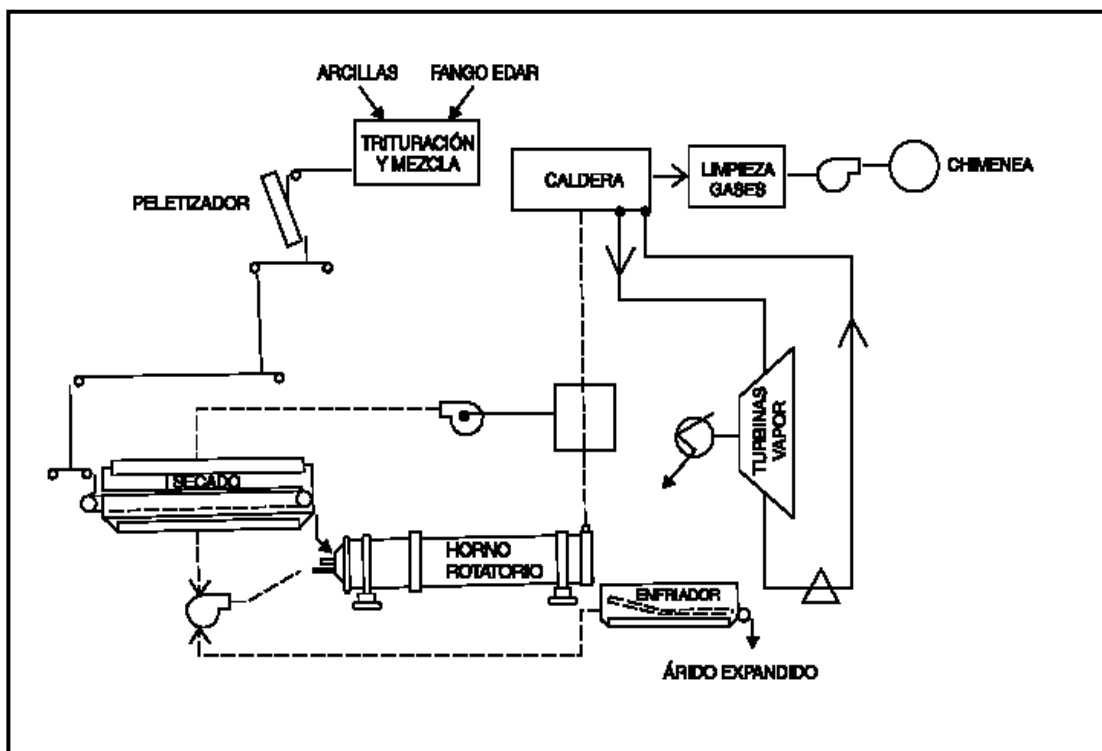 ARCILLAS FANGO EDAR
TRITURACIÓN
Y MEZCLA
PELETIZADOR
CALDERA
LIMPIEZA
GASES
CHIMENEA
TURBINAS
VAPOR
SECADO
HORNO
ROTATORIO
ENFRIADOR
ÁRIDO EXPANDIDO